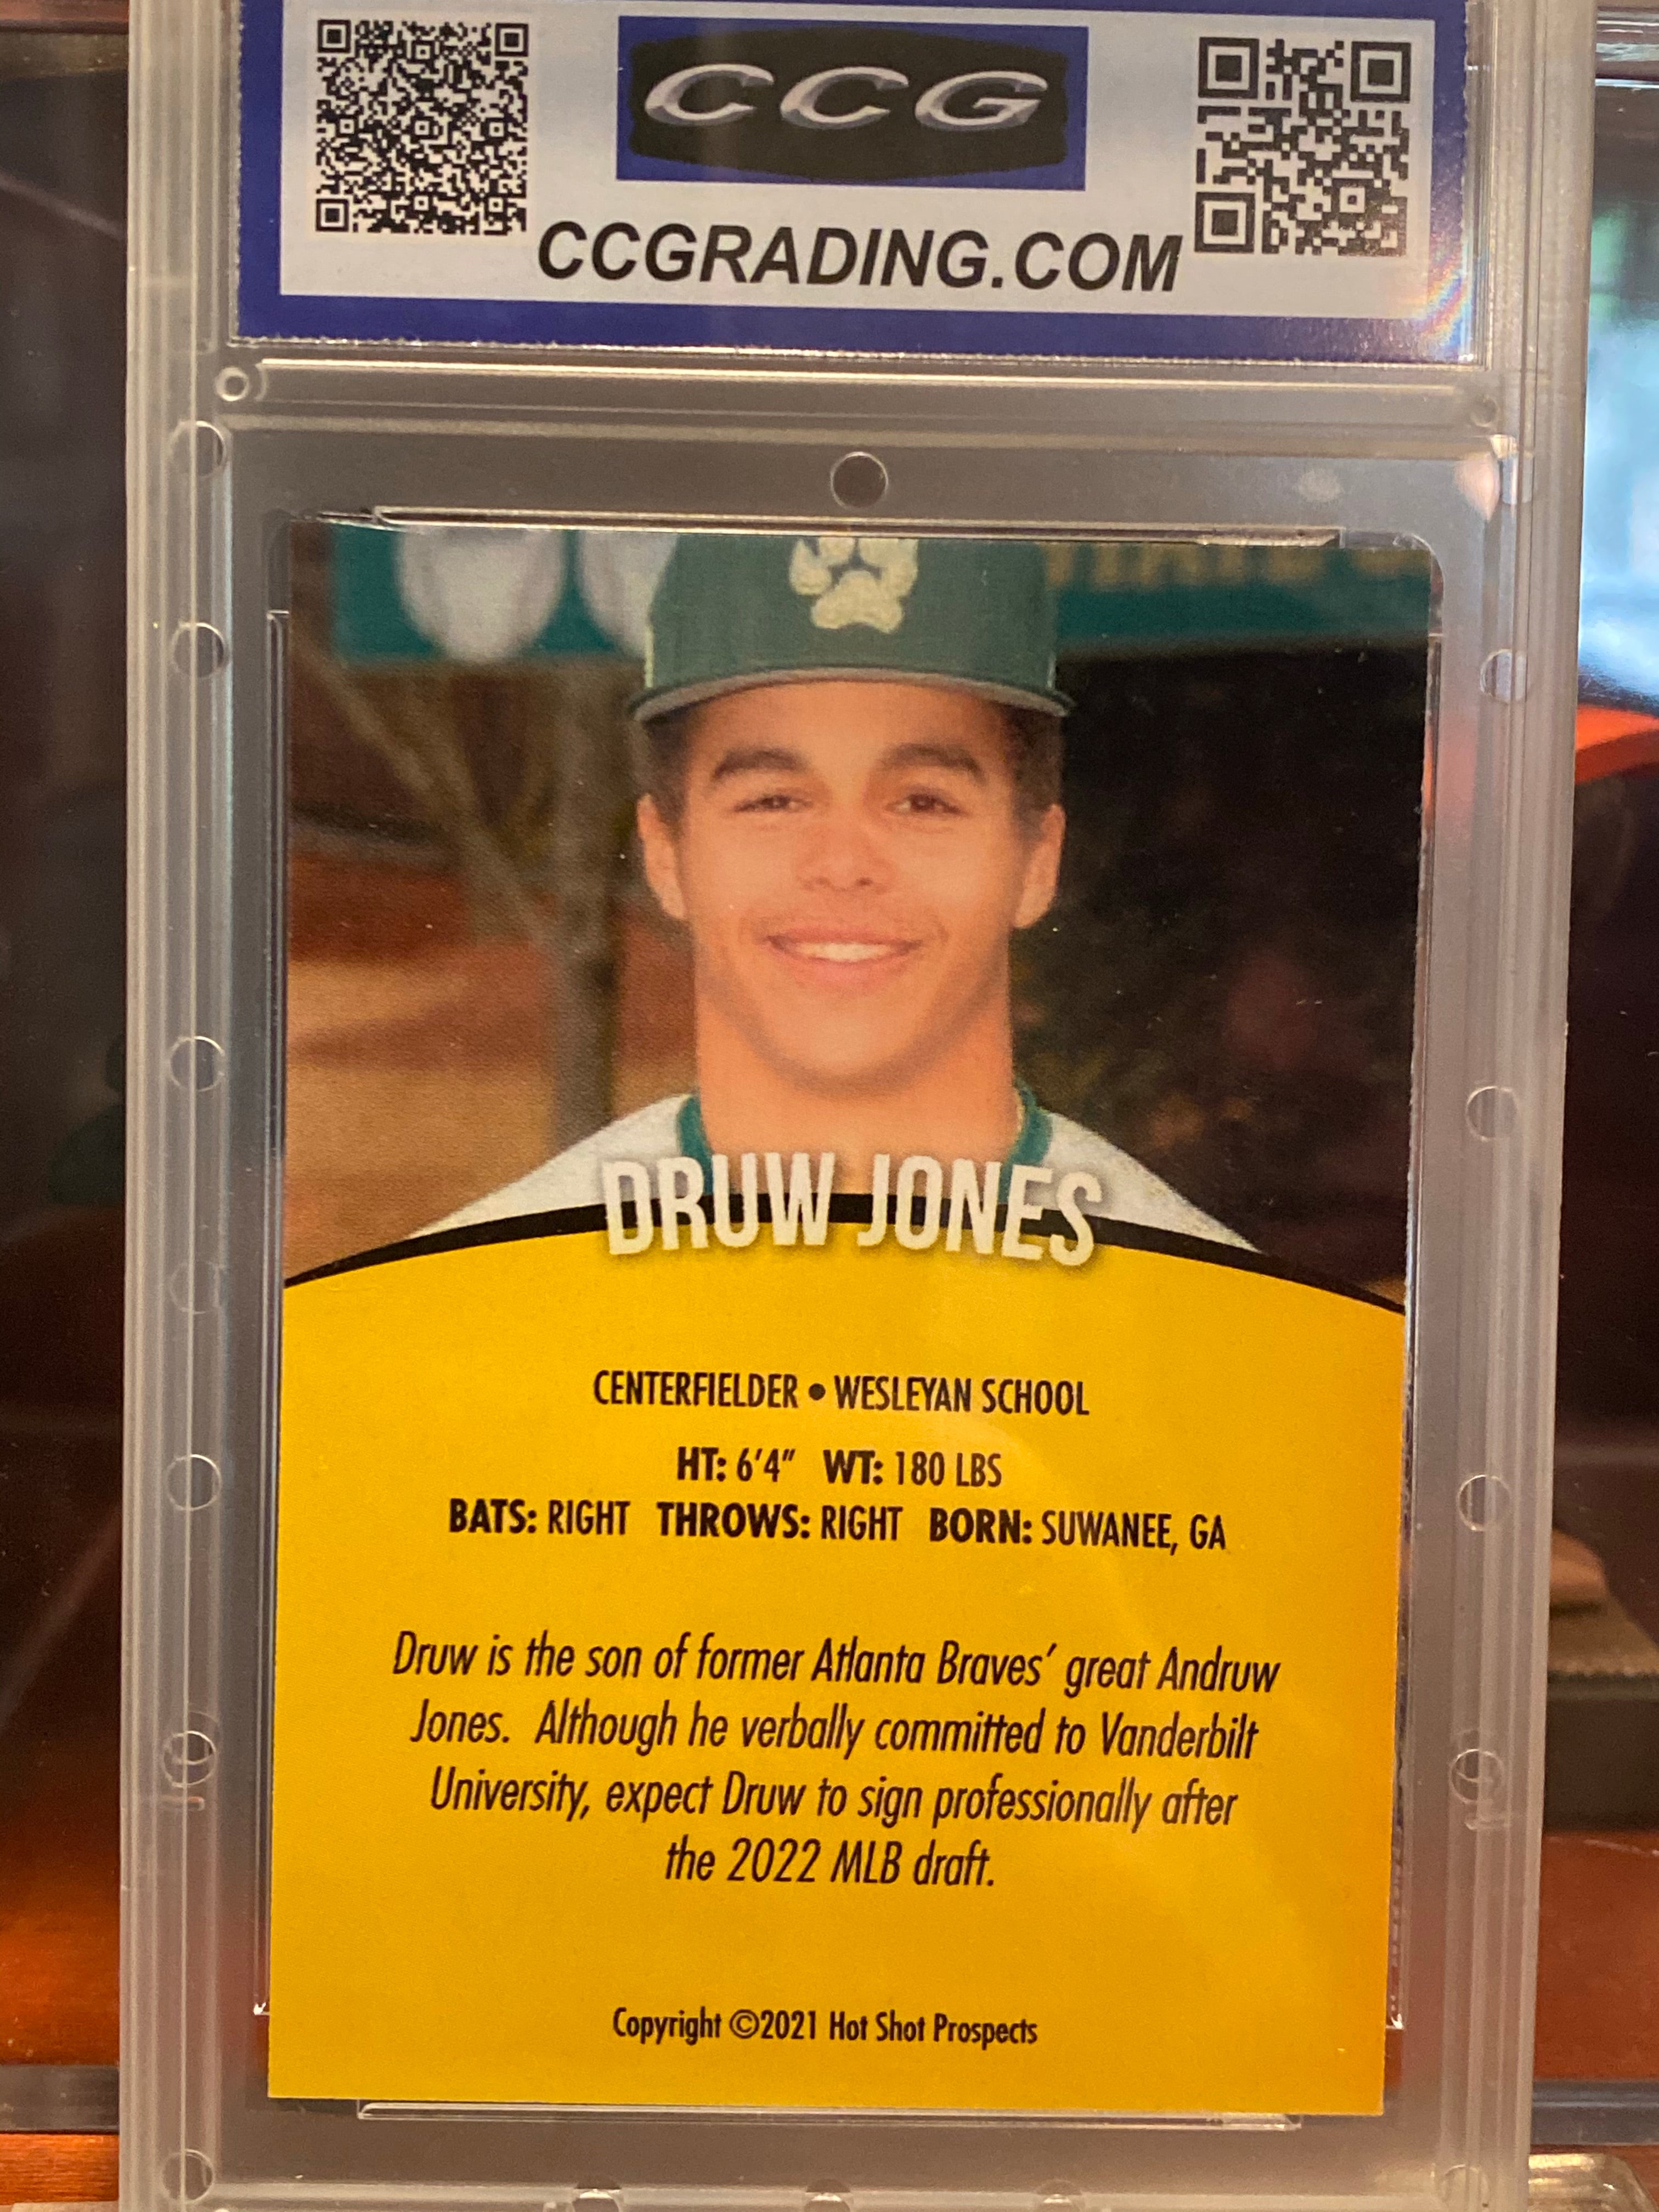 CCG
CCGRADING.COM
DRUW JONES
CENTERFIELDER • WESLEYAN SCHOOL
HT: 6'4" WT: 180 LBS
BATS: RIGHT THROWS: RIGHT BORN: SUWANEE, GA
Druw is the son of former Atlanta Braves' great Andruw
Jones. Although he verbally committed to Vanderbilt
University, expect Druw to sign professionally after
the 2022 MLB draft.
Copyright ©2021 Hot Shot Prospects